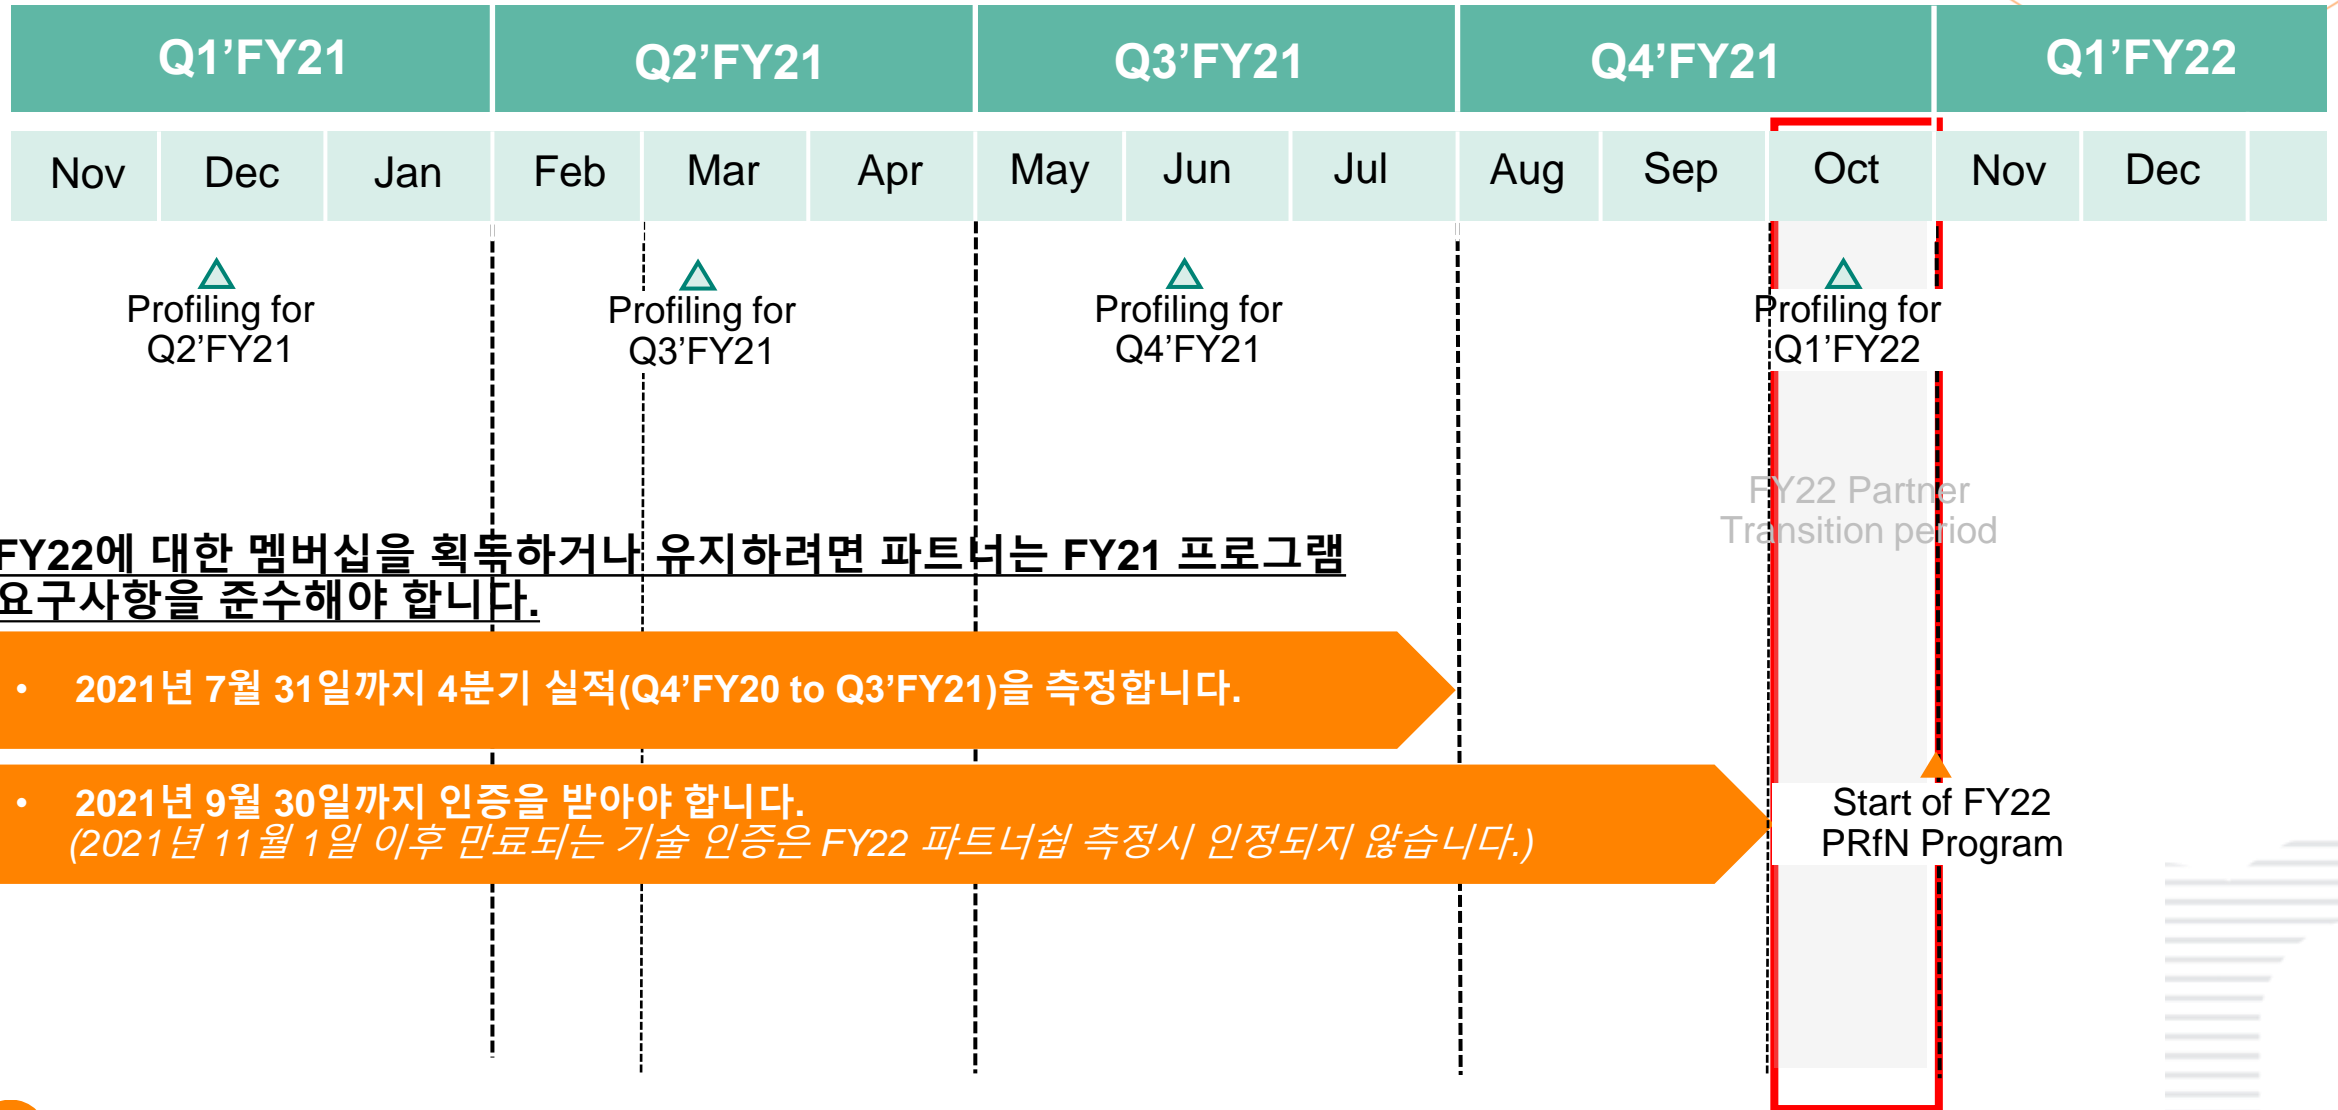 Q1’FY21 Q2’FY21 Q3’FY21 Q4’FY21 Q1’FY22
Nov Dec Jan Feb Mar Apr May Jun Jul Aug Sep Oct Nov Dec
Profiling for
Q2’FY21
Profiling for
Q3’FY21
Profiling for
Q4’FY21
Profiling for
Q1’FY22
FY22 Partner
Transition period
FY22에 대한 멤버십을 획득하거나 유지하려면 파트너는 FY21 프로그램
요구사항을 준수해야 합니다.
• 2021년 7월 31일까지 4분기 실적(Q4’FY20 to Q3’FY21)을 측정합니다.
• 2021년 9월 30일까지 인증을 받아야 합니다.
(2021년 11월 1일 이후 만료되는 기술 인증은 FY22 파트너쉽 측정시 인정되지 않습니다.)
Start of FY22
PRfN Program